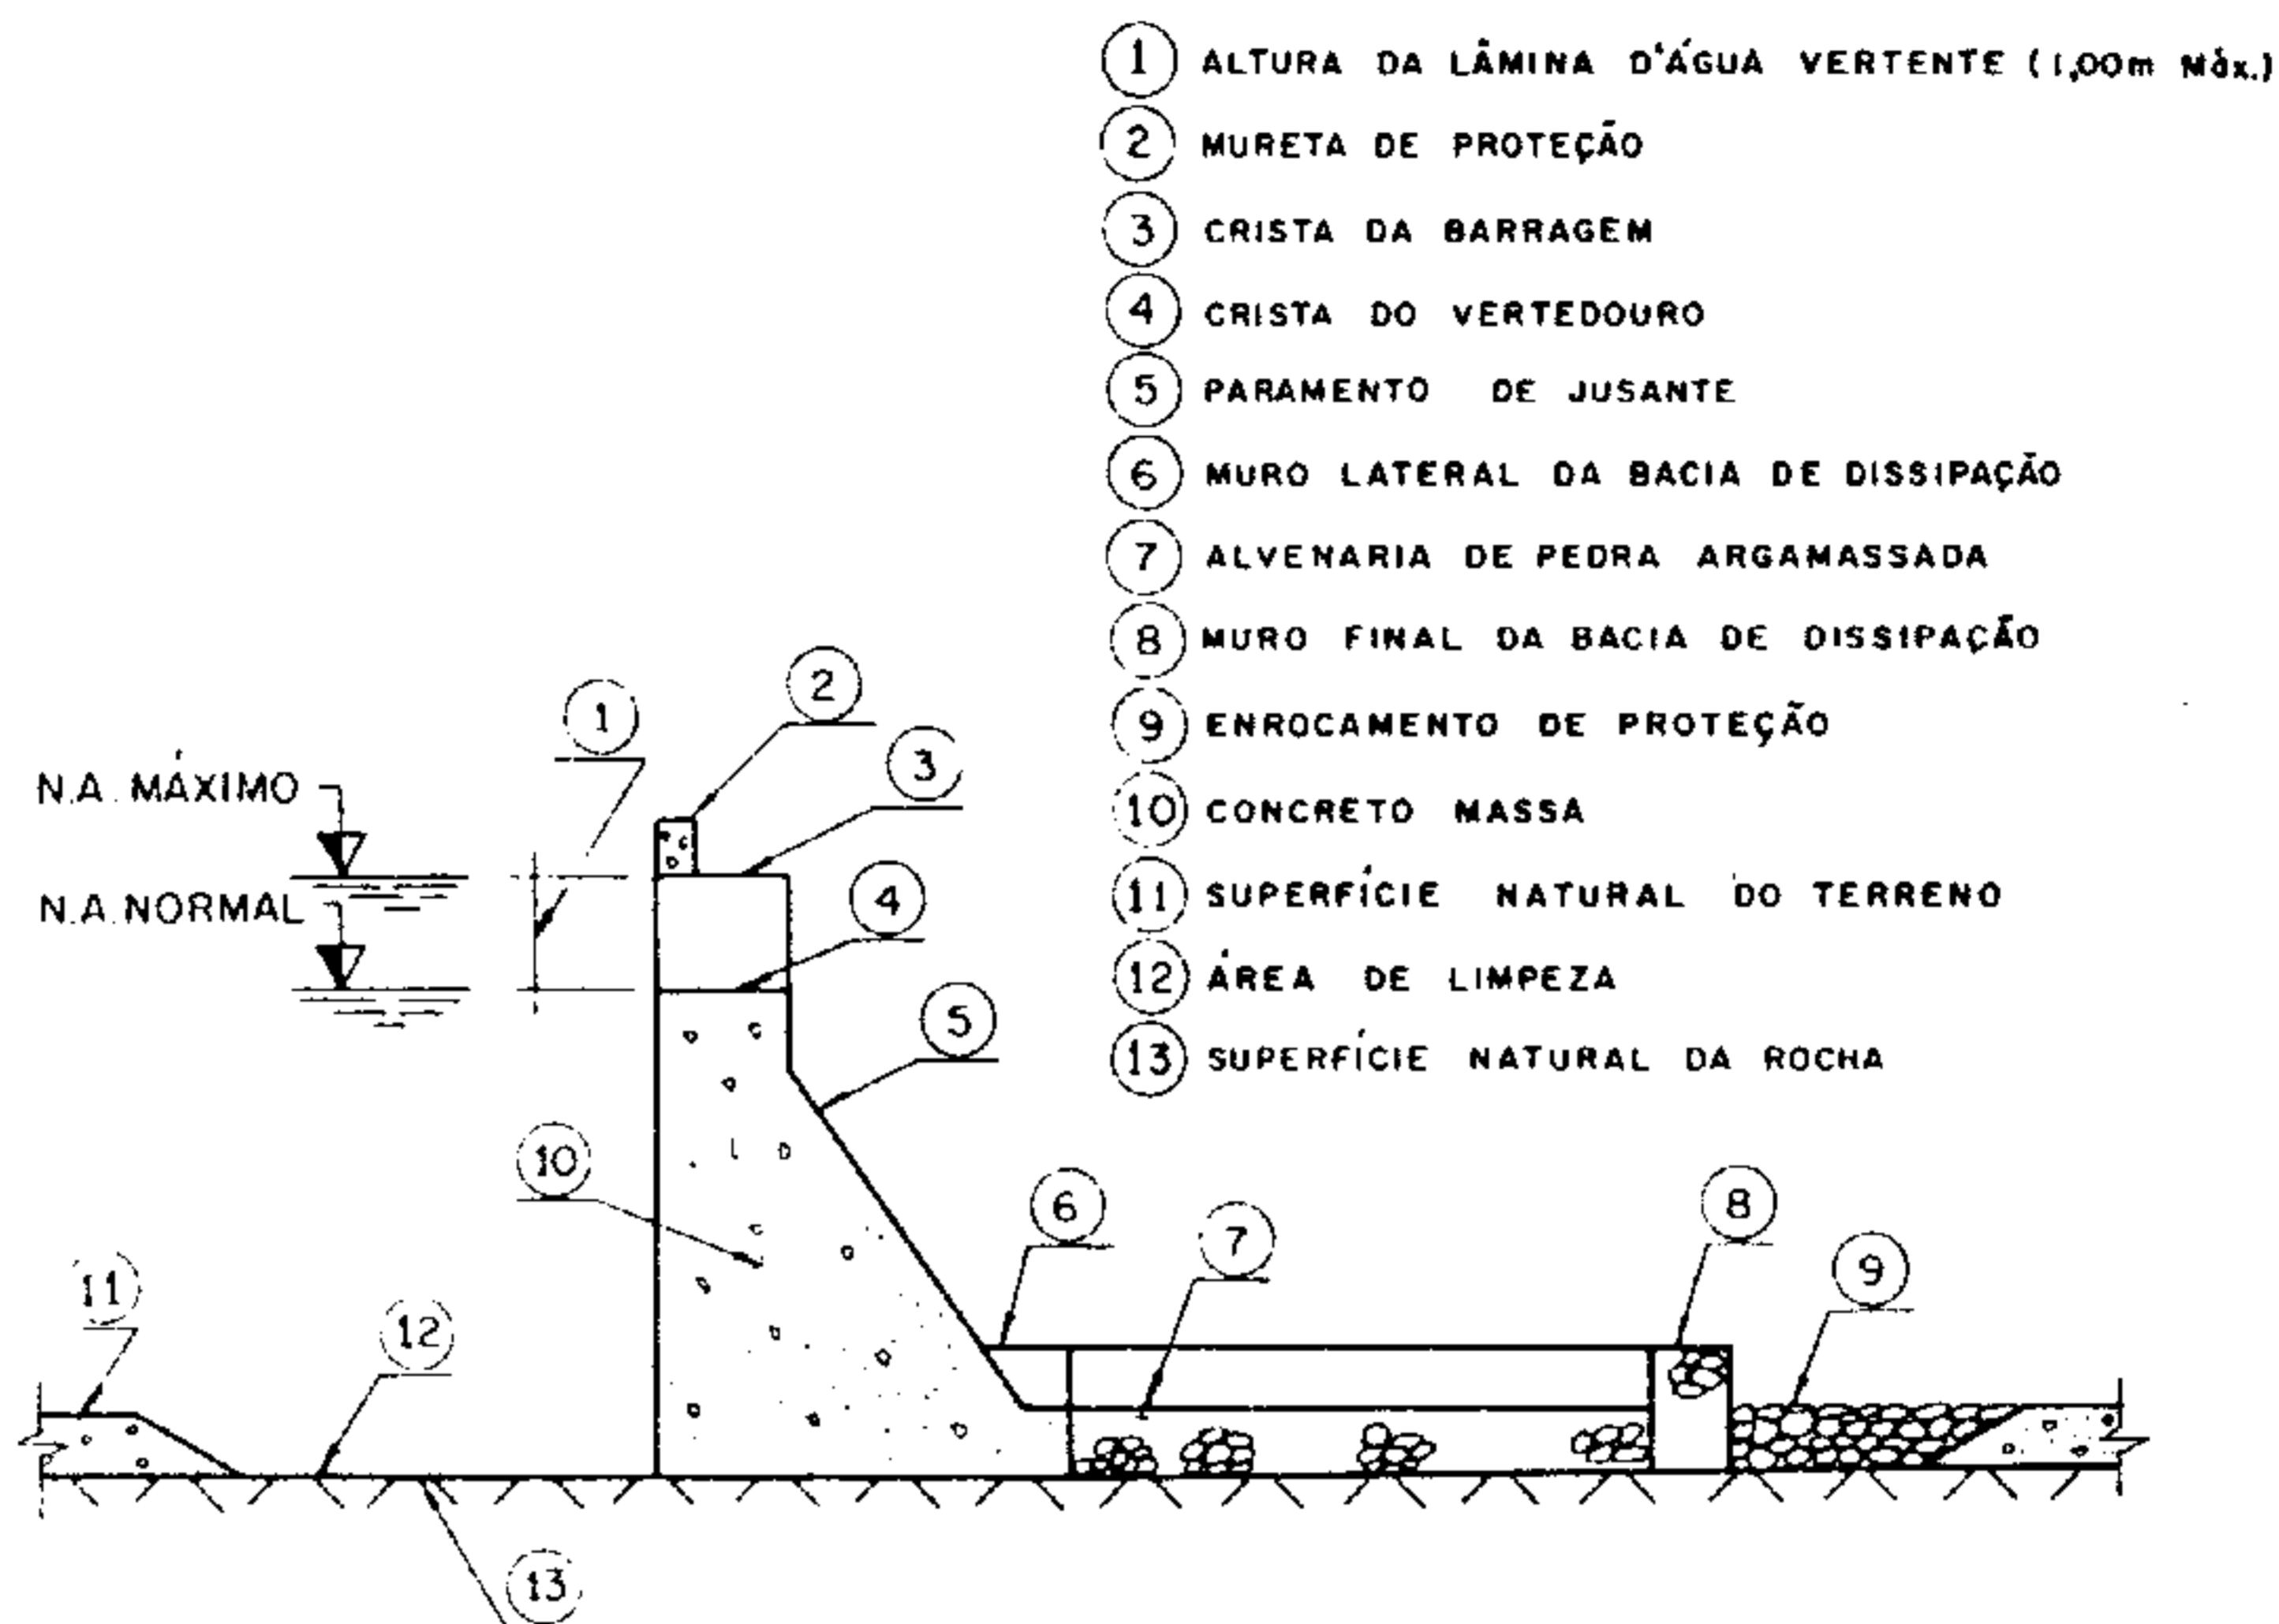 1 ALTURA DA LÂMINA D'ÁGUA VERTENTE (1,00m Máx.)
2 MURETA DE PROTEÇÃO
3 CRISTA DA BARRAGEM
4 CRISTA DO VERTEDOURO
5 PARAMENTO DE JUSANTE
6 MURO LATERAL DA BACIA DE DISSIPAÇÃO
7 ALVENARIA DE PEDRA ARGAMASSADA
8 MURO FINAL DA BACIA DE DISSIPAÇÃO
9 ENROCAMENTO DE PROTEÇÃO
10 CONCRETO MASSA
11 SUPERFÍCIE NATURAL DO TERRENO
12 ÁREA DE LIMPEZA
13 SUPERFÍCIE NATURAL DA ROCHA
2
1
3
N.A. MÁXIMO
4
N.A. NORMAL
5
10
6
8
7
9
11
12
13